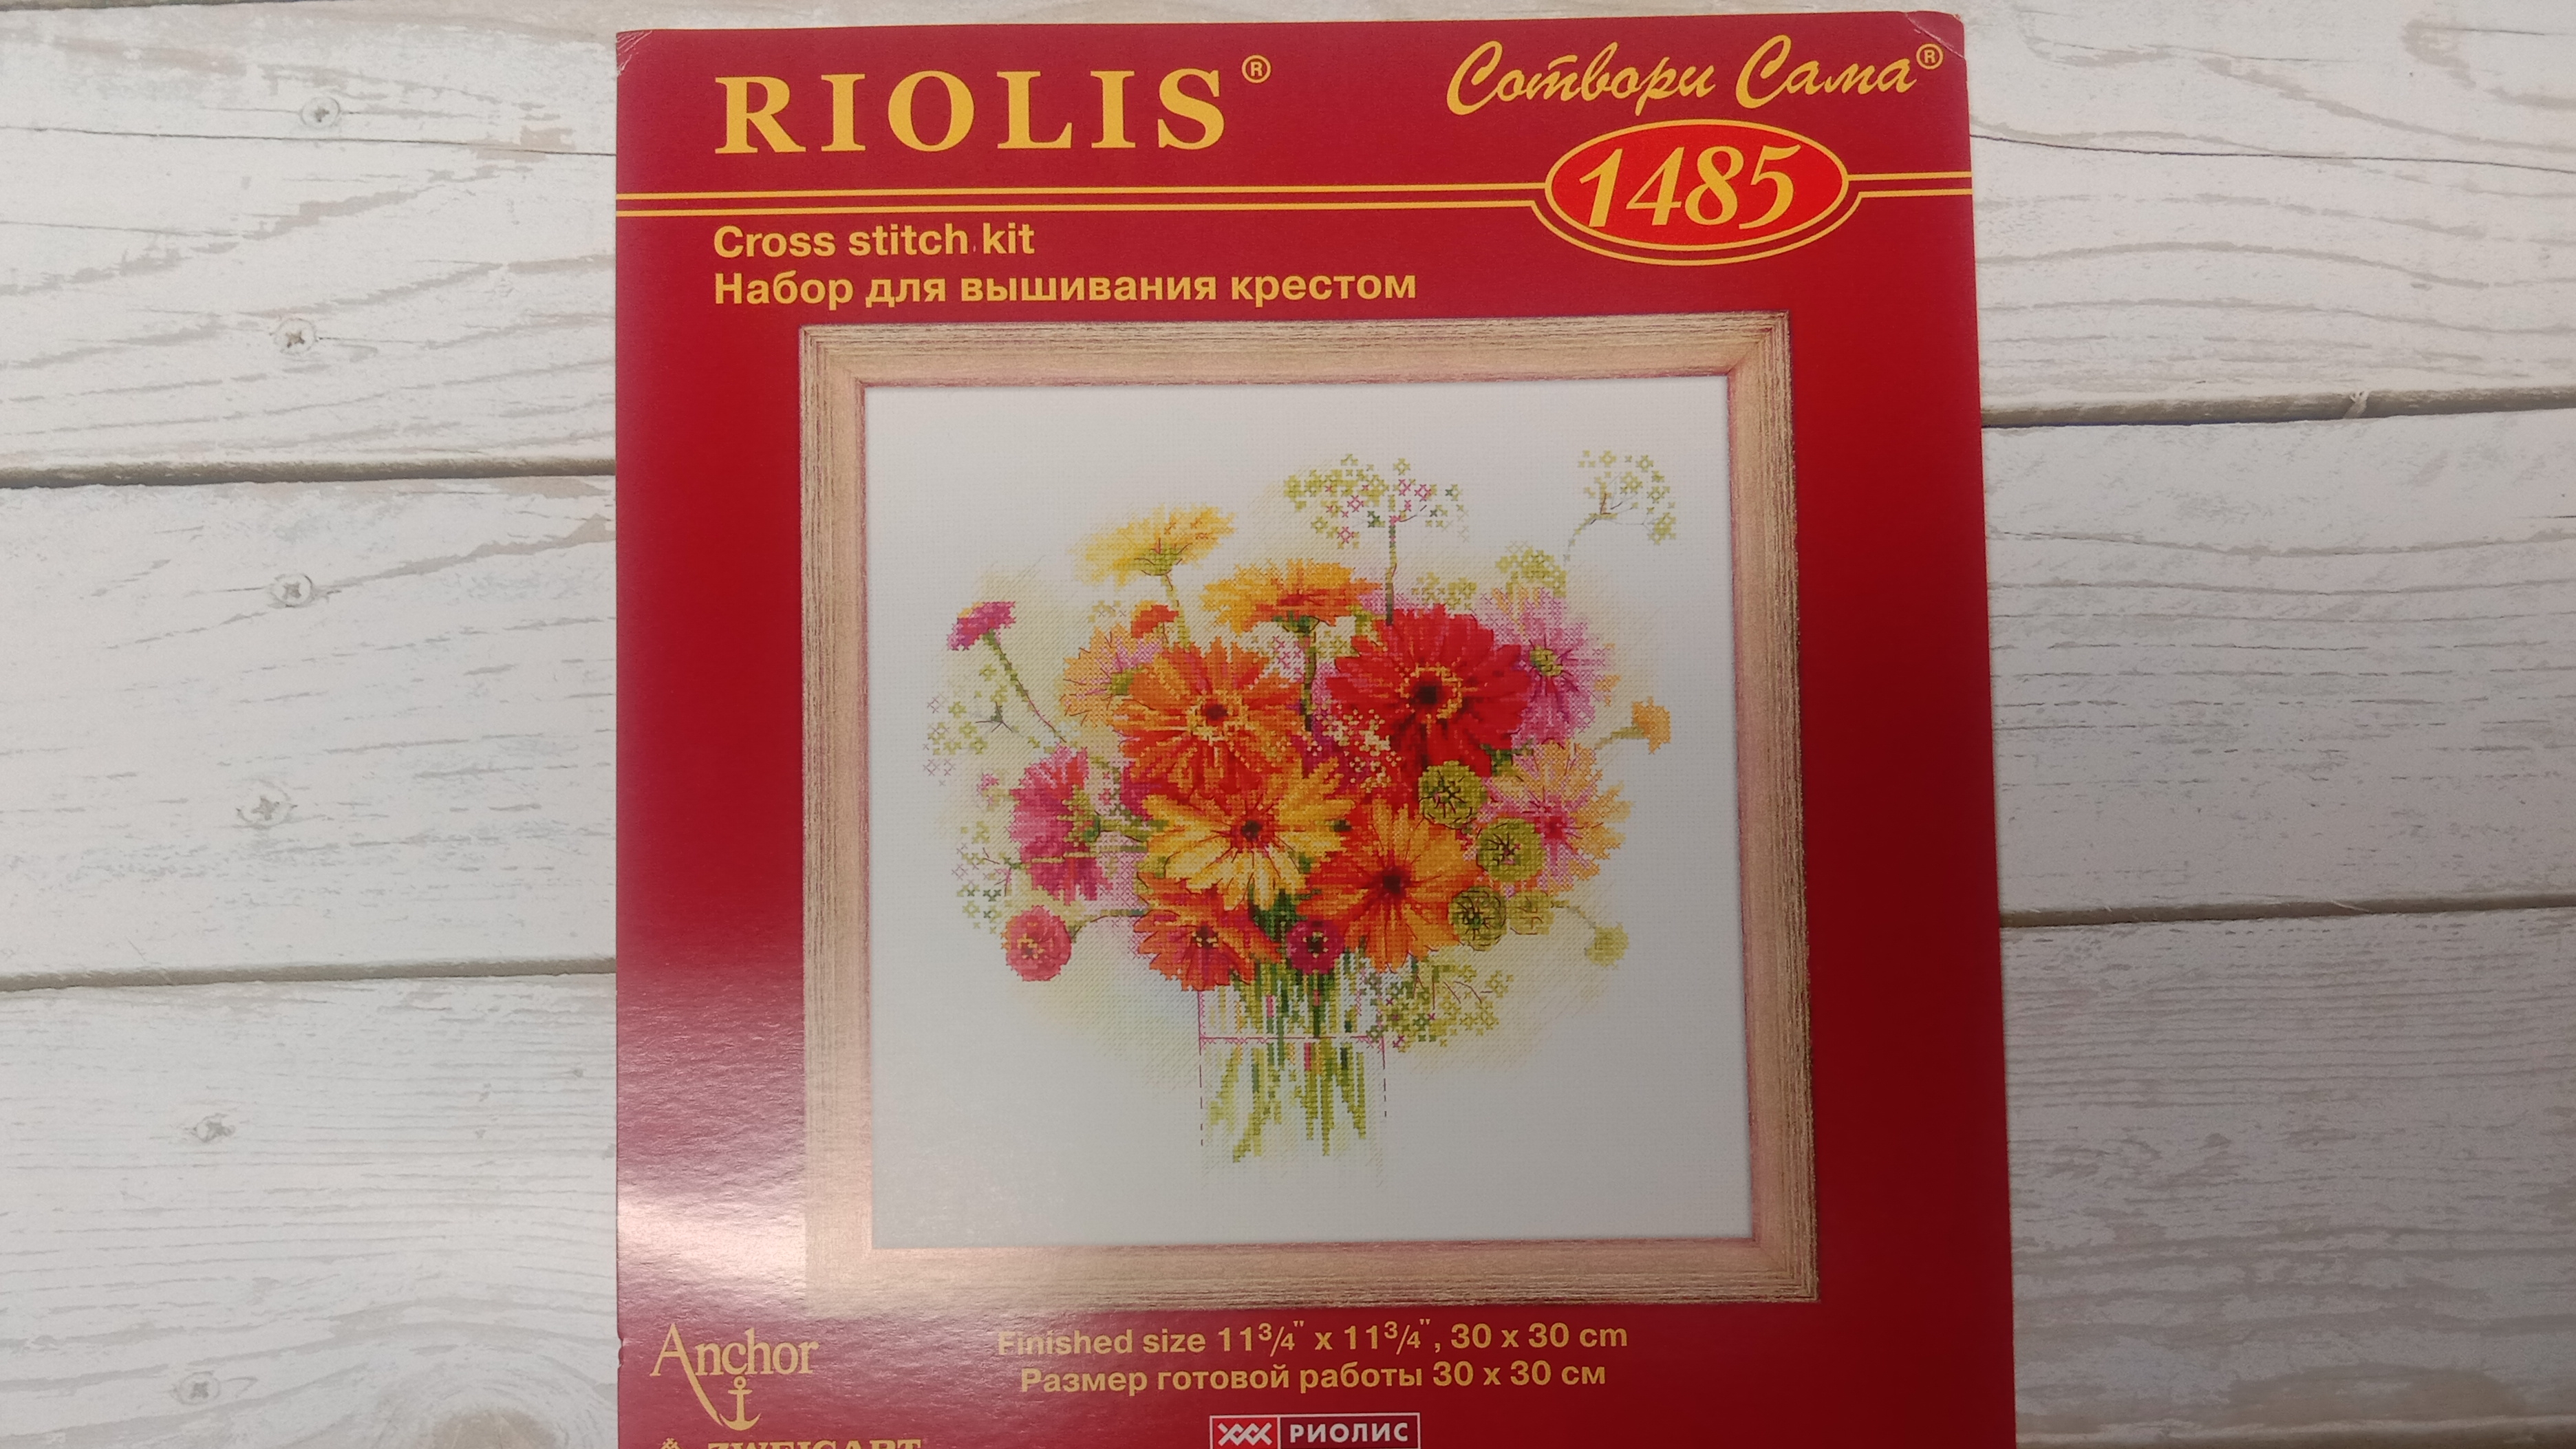 RIOLIS®
Сотвори Сама®
1485
Cross stitch kit
Набор для вышивания крестом
Anchor
Finished size 11³/₄" x 11³/₄", 30 x 30 cm
Размер готовой работы 30 x 30 см
РИОЛИС
ZWEIGART